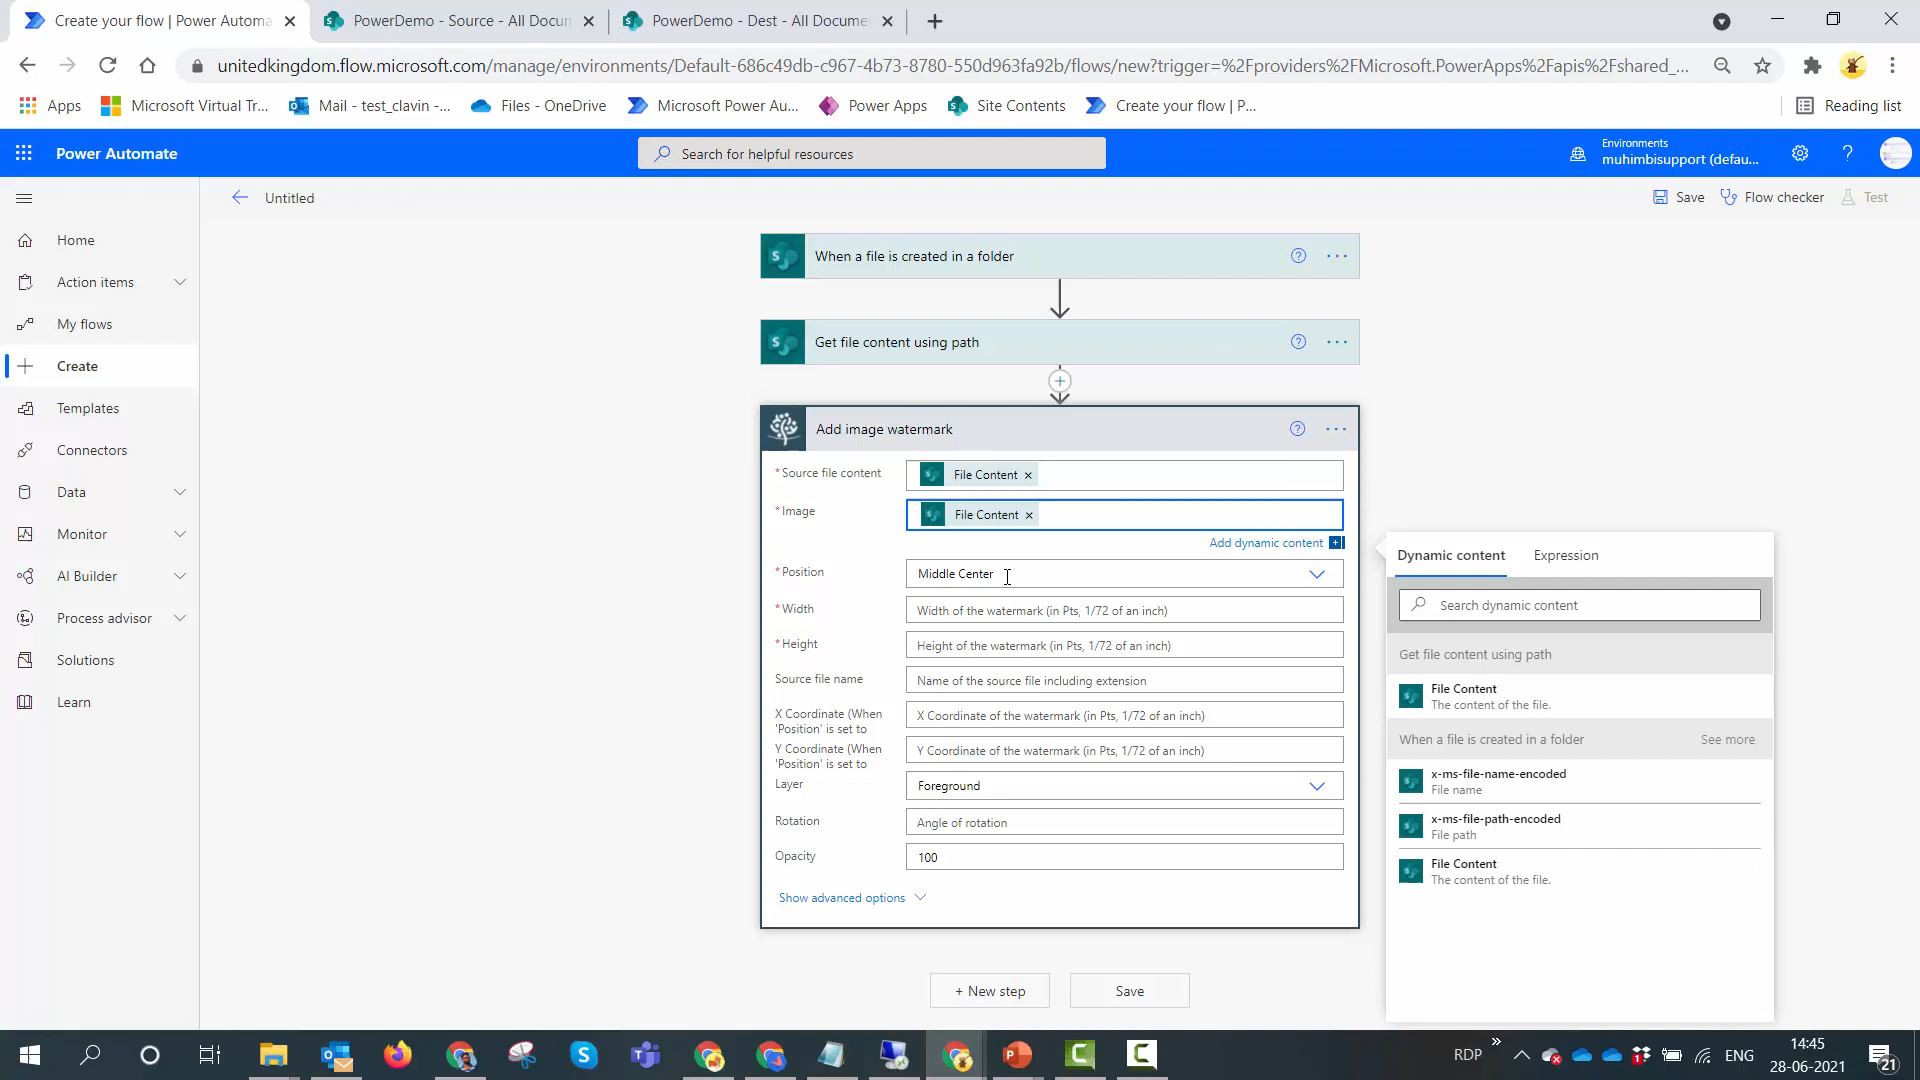 Create your flow | Power Automa
PowerDemo - Source - All Docum
PowerDemo - Dest - All Docume
unitedkingdom.flow.microsoft.com/manage/environments/Default-686c49db-c967-4b73-8780-550d963fa92b/flows/new?trigger=%2Fproviders%2FMicrosoft.PowerApps%2Fapis%2Fshared_...
Apps
Microsoft Virtual Tr...
Mail - test_clavin -...
Files - OneDrive
Microsoft Power Au...
Power Apps
Site Contents
Create your flow | P...
Reading list
Power Automate
Search for helpful resources
Environments
muhimbisupport (defau...
Untitled
Save
Flow checker
Test
Home
Action items
My flows
Create
Templates
Connectors
Data
Monitor
AI Builder
Process advisor
Solutions
Learn
When a file is created in a folder
Get file content using path
Add image watermark
* Source file content
File Content
* Image
File Content
Add dynamic content
* Position
Middle Center
* Width
Width of the watermark (in Pts, 1/72 of an inch)
* Height
Height of the watermark (in Pts, 1/72 of an inch)
Source file name
Name of the source file including extension
X Coordinate (When
'Position' is set to
X Coordinate of the watermark (in Pts, 1/72 of an inch)
Y Coordinate (When
'Position' is set to
Y Coordinate of the watermark (in Pts, 1/72 of an inch)
Layer
Foreground
Rotation
Angle of rotation
Opacity
100
Show advanced options
+ New step
Save
Dynamic content
Expression
Search dynamic content
Get file content using path
File Content
The content of the file.
When a file is created in a folder
See more
x-ms-file-name-encoded
File name
x-ms-file-path-encoded
File path
File Content
The content of the file.
RDP
ENG
14:45
28-06-2021
21